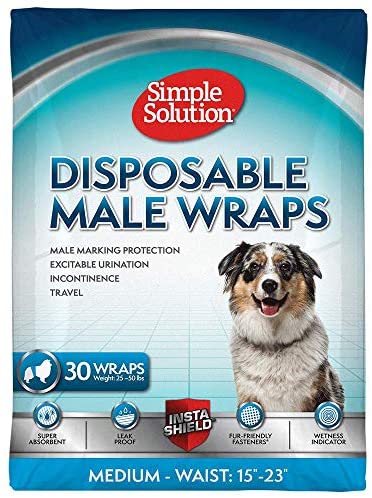 Simple
Solution®
DISPOSABLE
MALE WRAPS
MALE MARKING PROTECTION
EXCITABLE URINATION
INCONTINENCE
TRAVEL
30 WRAPS
Weight: 25 -50 lbs
SUPER
ABSORBENT
LEAK
PROOF
INSTA
SHIELD
FUR-FRIENDLY
FASTENERS®
WETNESS
INDICATOR
MEDIUM - WAIST: 15"-23"